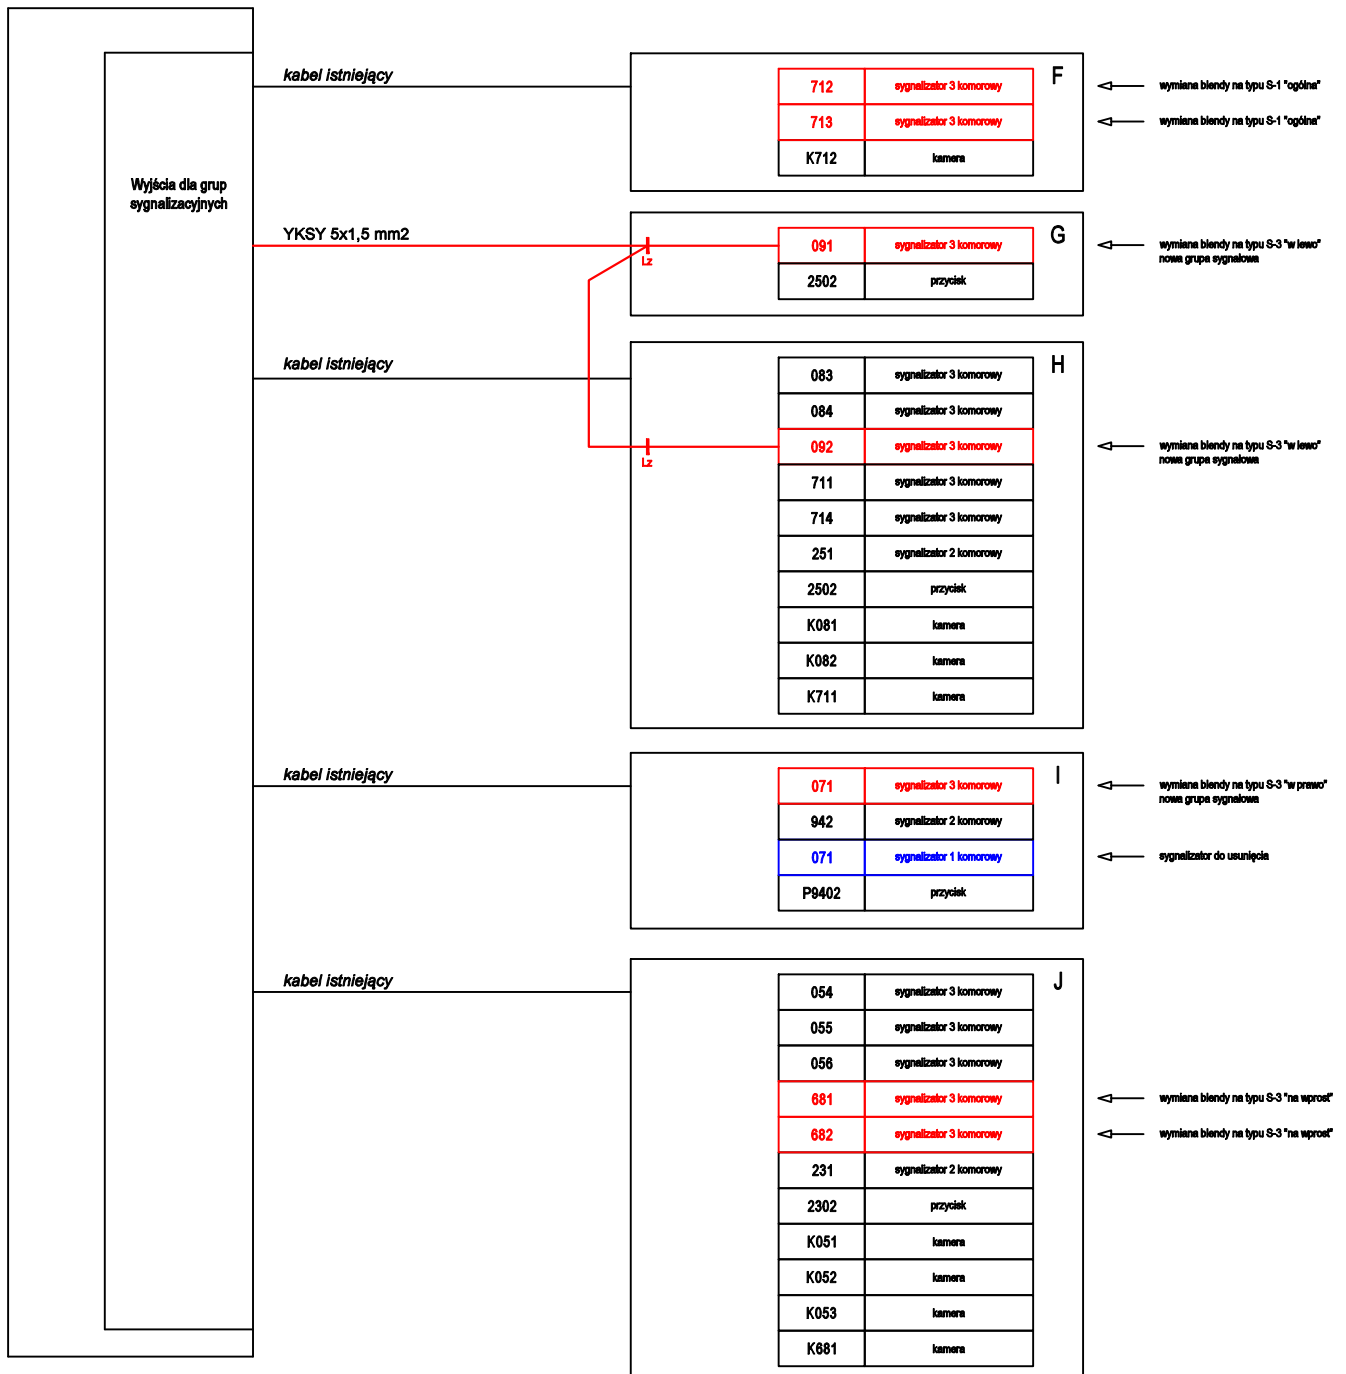 Wyjścia dla grup
sygnalizacyjnych
kabel istniejący
F
712 sygnalizator 3 komorowy
wymiana blendy na typu S-1 "ogólna"
713 sygnalizator 3 komorowy
wymiana blendy na typu S-1 "ogólna"
K712 kamera
YKSY 5x1,5 mm2
Lz
G
091 sygnalizator 3 komorowy
wymiana blendy na typu S-3 "w lewo"
nowa grupa sygnałowa
2502 przycisk
kabel istniejący
H
083 sygnalizator 3 komorowy
084 sygnalizator 3 komorowy
Lz
092 sygnalizator 3 komorowy
wymiana blendy na typu S-3 "w lewo"
nowa grupa sygnałowa
711 sygnalizator 3 komorowy
714 sygnalizator 3 komorowy
251 sygnalizator 2 komorowy
2502 przycisk
K081 kamera
K082 kamera
K711 kamera
kabel istniejący
I
071 sygnalizator 3 komorowy
wymiana blendy na typu S-3 "w prawo"
nowa grupa sygnałowa
942 sygnalizator 2 komorowy
071 sygnalizator 1 komorowy
sygnalizator do usunięcia
P9402 przycisk
kabel istniejący
J
054 sygnalizator 3 komorowy
055 sygnalizator 3 komorowy
056 sygnalizator 3 komorowy
681 sygnalizator 3 komorowy
wymiana blendy na typu S-3 "na wprost"
682 sygnalizator 3 komorowy
wymiana blendy na typu S-3 "na wprost"
231 sygnalizator 2 komorowy
2302 przycisk
K051 kamera
K052 kamera
K053 kamera
K681 kamera